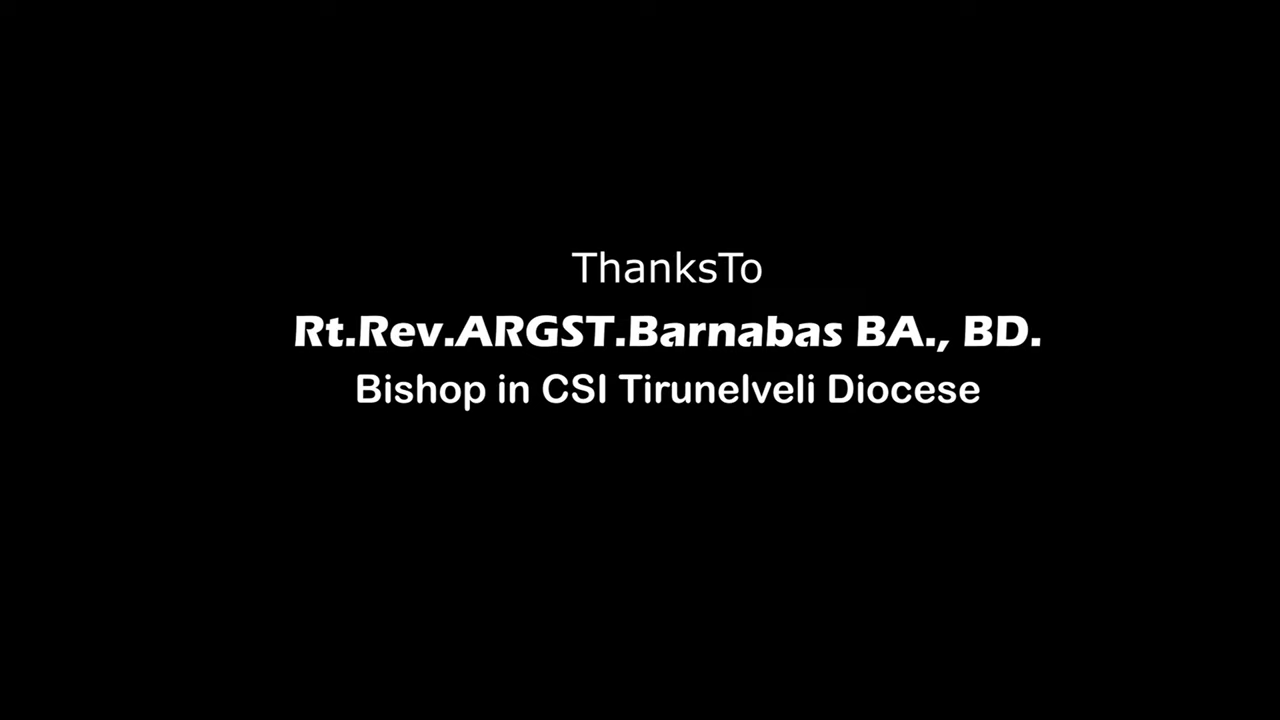 ThanksTo
Rt.Rev.ARGST.Barnabas BA., BD.
Bishop in CSI Tirunelveli Diocese